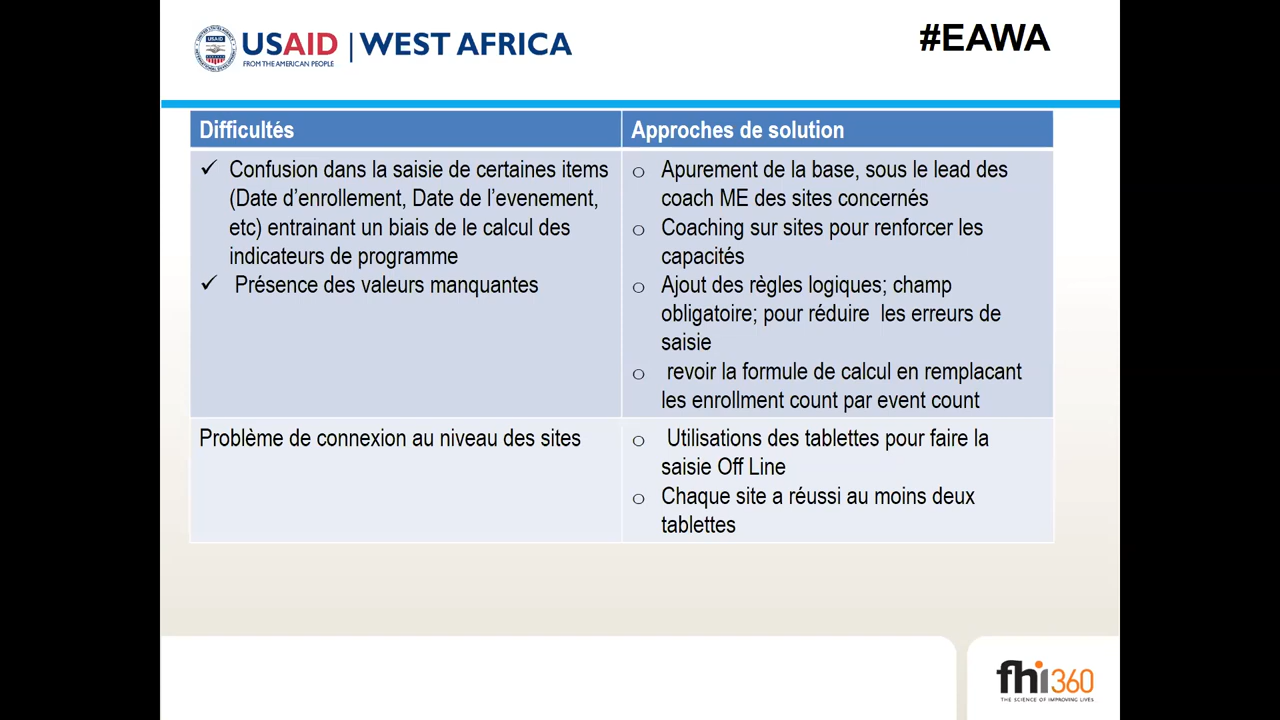 USAID | WEST AFRICA
FROM THE AMERICAN PEOPLE
#EAWA
Difficultés
Approches de solution
Confusion dans la saisie de certaines items
(Date d'enrollement, Date de l'evenement,
etc) entrainant un biais de le calcul des
indicateurs de programme
Présence des valeurs manquantes
Apurement de la base, sous le lead des
coach ME des sites concernés
Coaching sur sites pour renforcer les
capacités
Ajout des règles logiques; champ
obligatoire; pour réduire les erreurs de
saisie
revoir la formule de calcul en remplacant
les enrollment count par event count
Problème de connexion au niveau des sites
Utilisations des tablettes pour faire la
saisie Off Line
Chaque site a réussi au moins deux
tablettes
fhi360
THE SCIENCE OF IMPROVING LIVES